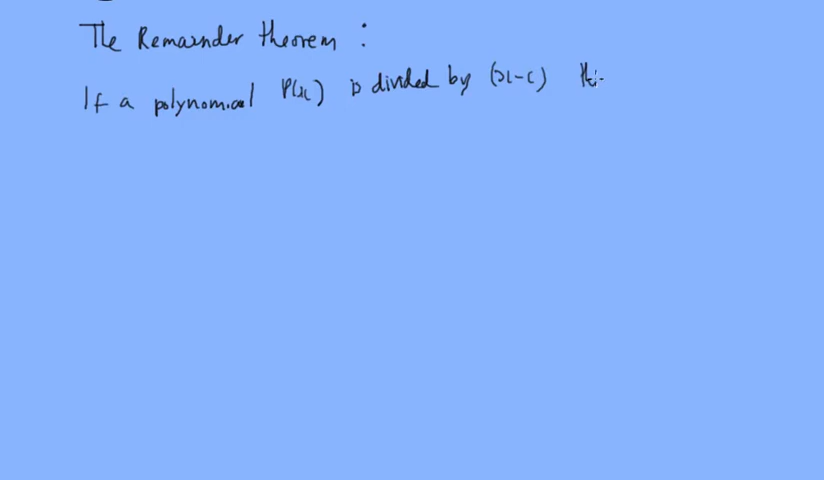 The Remainder theorem :
If a polynomial P(x) is divided by (x-c)